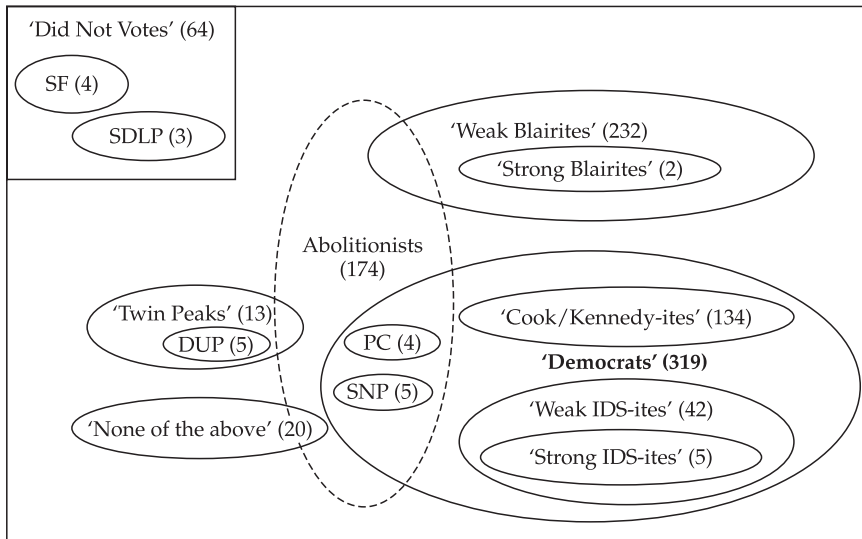 ‘Did Not Votes’ (64)
SF (4)
SDLP (3)
‘Weak Blairites’ (232)
‘Strong Blairites’ (2)
Abolitionists
(174)
‘Twin Peaks’ (13)
DUP (5)
PC (4)
‘Cook/Kennedy-ites’ (134)
‘Democrats’ (319)
SNP (5)
‘Weak IDS-ites’ (42)
‘None of the above’ (20)
‘Strong IDS-ites’ (5)